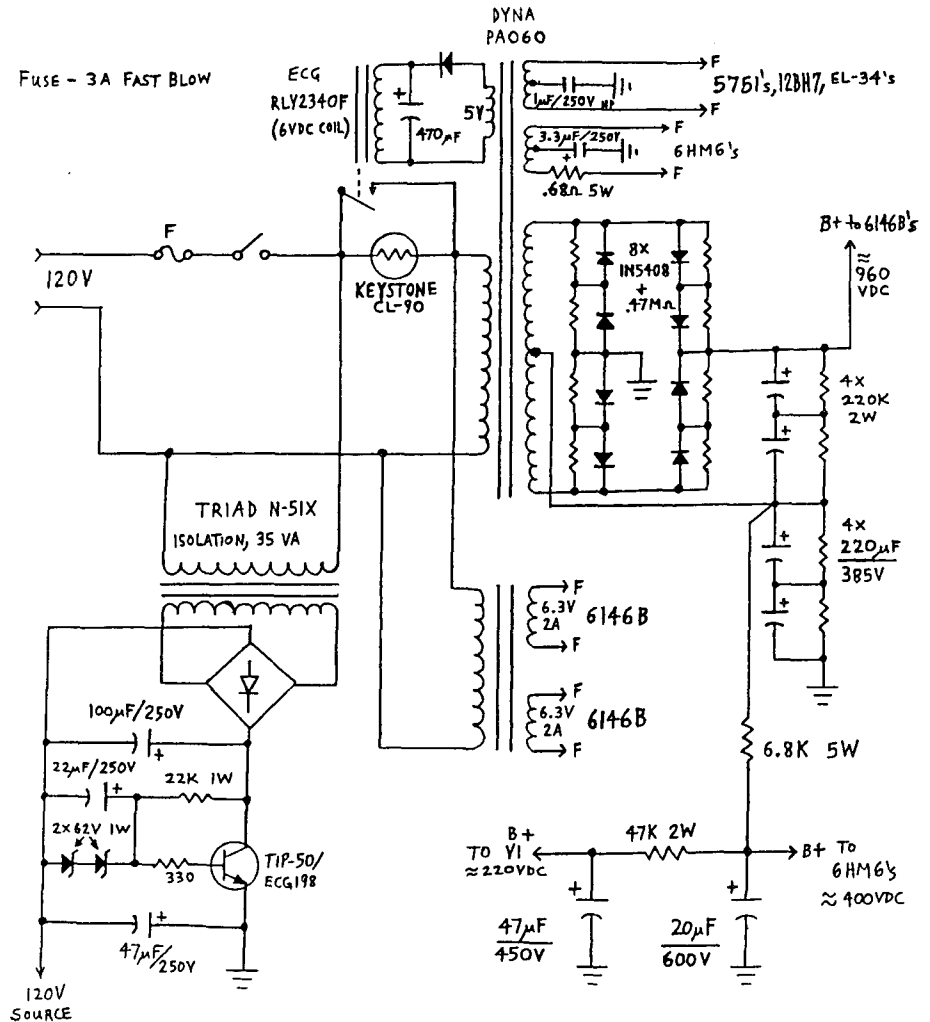 DYNA
PA060
FUSE - 3A FAST BLOW
ECG
RLY2340F
(6VDC COIL)
+
470µF
5V
1µF/250V NP
F
F
5751's, 12BH7, EL-34's
3.3µF/250V
+
F
6HM6's
F
.68Ω 5W
F
120V
KEYSTONE
CL-90
8X
1N5408
+
.47MΩ
B+ to 6146B's
≈
960
VDC
+
+
4X
220K
2W
+
+
4X
220µF
385V
TRIAD N-51X
ISOLATION, 35 VA
F
6.3V
2A
6146B
F
F
6.3V
2A
6146B
F
100µF/250V
+
22µF/250V
+
22K 1W
2X62V 1W
330
TIP-50/
ECG198
+
47µF/
250V
120V
SOURCE
6.8K 5W
B+
TO V1
≈220VDC
47K 2W
B+ TO
6HM6's
≈400VDC
+
47µF
450V
+
20µF
600V